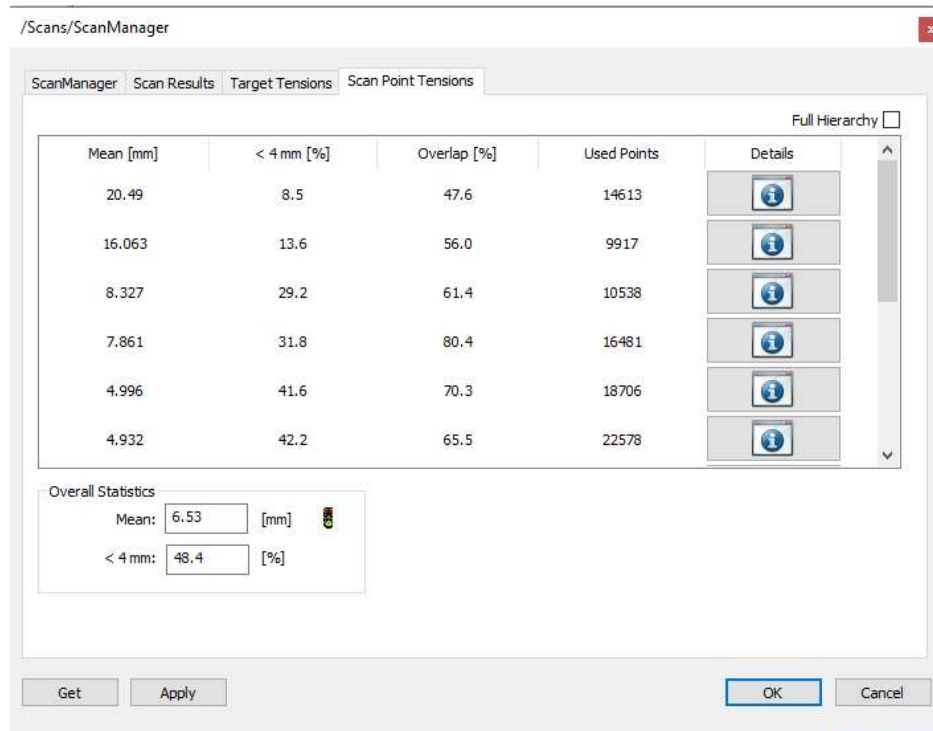 /Scans/ScanManager
x
ScanManager Scan Results Target Tensions Scan Point Tensions
Full Hierarchy
Mean [mm] < 4 mm [%] Overlap [%] Used Points Details
20.49 8.5 47.6 14613
16.063 13.6 56.0 9917
8.327 29.2 61.4 10538
7.861 31.8 80.4 16481
4.996 41.6 70.3 18706
4.932 42.2 65.5 22578
Overall Statistics
Mean: 6.53 [mm]
< 4 mm: 48.4 [%]
Get Apply OK Cancel